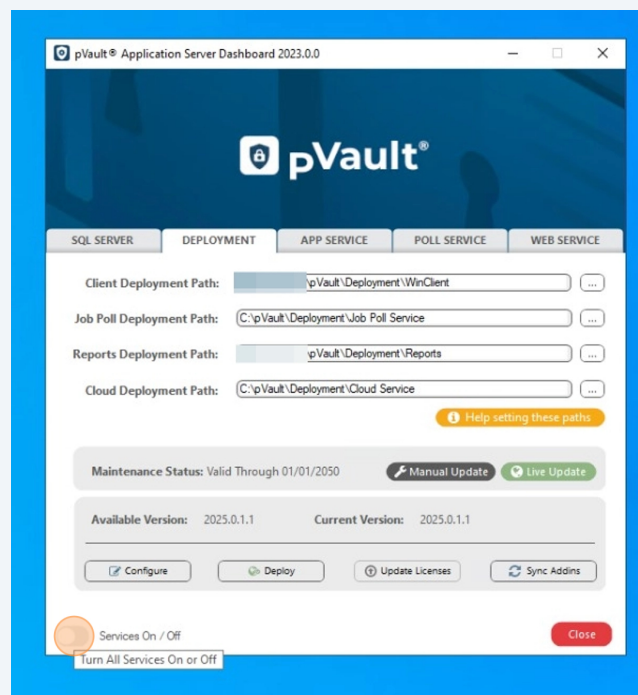 pVault® Application Server Dashboard 2023.0.0
pVault®
SQL SERVER DEPLOYMENT APP SERVICE POLL SERVICE WEB SERVICE
Client Deployment Path: \pVault\Deployment\WinClient ...
Job Poll Deployment Path: C:\pVault\Deployment\Job Poll Service ...
Reports Deployment Path: pVault\Deployment\Reports ...
Cloud Deployment Path: C:\pVault\Deployment\Cloud Service ...
Help setting these paths
Maintenance Status: Valid Through 01/01/2050 Manual Update Live Update
Available Version: 2025.0.1.1 Current Version: 2025.0.1.1
Configure Deploy Update Licenses Sync Addins
Services On / Off Close
Turn All Services On or Off